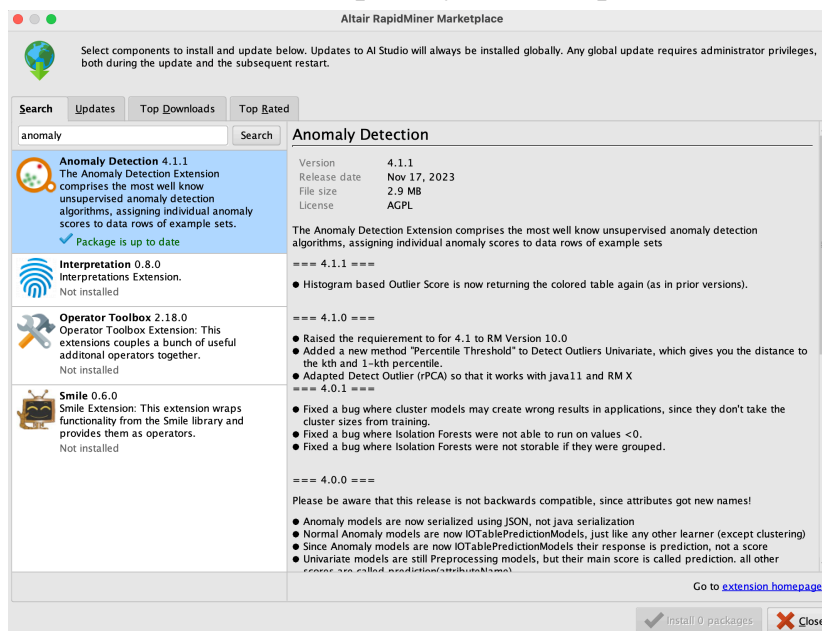 Altair RapidMiner Marketplace
Select components to install and update below. Updates to AI Studio will always be installed globally. Any global update requires administrator privileges,
both during the update and the subsequent restart.
Search Updates Top Downloads Top Rated
anomaly Search
Anomaly Detection 4.1.1
The Anomaly Detection Extension
comprises the most well know
unsupervised anomaly detection
algorithms, assigning individual anomaly
scores to data rows of example sets.
Package is up to date
Interpretation 0.8.0
Interpretations Extension.
Not installed
Operator Toolbox 2.18.0
Operator Toolbox Extension: This
extensions couples a bunch of useful
additonal operators together.
Not installed
Smile 0.6.0
Smile Extension: This extension wraps
functionality from the Smile library and
provides them as operators.
Not installed
Anomaly Detection
Version 4.1.1
Release date Nov 17, 2023
File size 2.9 MB
License AGPL
The Anomaly Detection Extension comprises the most well know unsupervised anomaly detection
algorithms, assigning individual anomaly scores to data rows of example sets
=== 4.1.1 ===
● Histogram based Outlier Score is now returning the colored table again (as in prior versions).
=== 4.1.0 ===
● Raised the requierement to for 4.1 to RM Version 10.0
● Added a new method "Percentile Threshold" to Detect Outliers Univariate, which gives you the distance to
the kth and 1-kth percentile.
● Adapted Detect Outlier (rPCA) so that it works with java11 and RM X
=== 4.0.1 ===
● Fixed a bug where cluster models may create wrong results in applications, since they don't take the
cluster sizes from training.
● Fixed a bug where Isolation Forests were not able to run on values <0.
● Fixed a bug where Isolation Forests were not storable if they were grouped.
=== 4.0.0 ===
Please be aware that this release is not backwards compatible, since attributes got new names!
● Anomaly models are now serialized using JSON, not java serialization
● Normal Anomaly models are now IOTablePredictionModels, just like any other learner (except clustering)
● Since Anomaly models are now IOTablePredictionModels their response is prediction, not a score
● Univariate models are still Preprocessing models, but their main score is called prediction. all other
scores are called prediction(attributeName)
Go to extension homepage
Install 0 packages Close